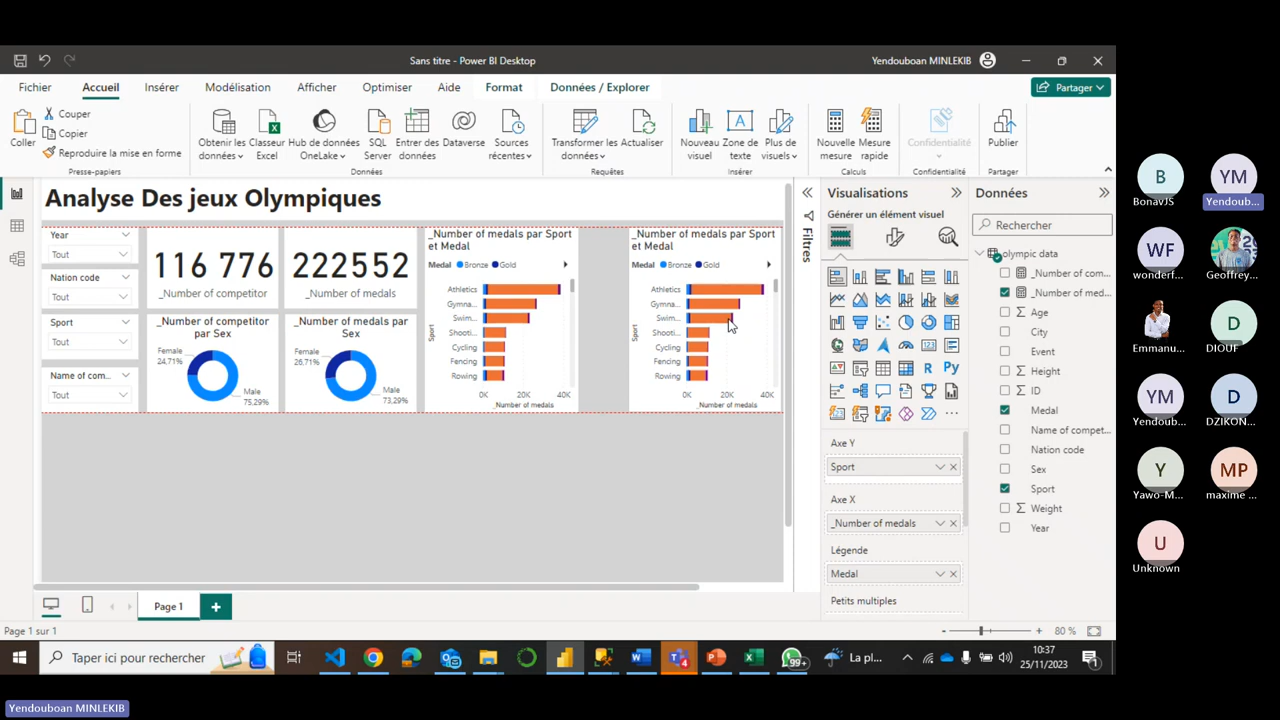 Sans titre - Power BI Desktop
Yendouboan MINLEKIB
Fichier Accueil Insérer Modélisation Afficher Optimiser Aide Format Données / Explorer Partager
Coller
Couper
Copier
Reproduire la mise en forme
Obtenir les données
Classeur Excel
Hub de données OneLake
SQL Server
Entrer des données
Dataverse
Sources récentes
Transformer les données
Actualiser
Nouveau visuel
Zone de texte
Plus de visuels
Nouvelle mesure
Mesure rapide
Confidentialité
Publier
Presse-papiers Données Requêtes Insérer Calculs Confidentialité Partager
Analyse Des jeux Olympiques
Year
Tout
Nation code
Tout
Sport
Tout
Name of com...
Tout
116 776
_Number of competitor
222552
_Number of medals
_Number of competitor par Sex
Female 24,71%
Male 75,29%
_Number of medals par Sex
Female 26,71%
Male 73,29%
_Number of medals par Sport et Medal
Medal Bronze Gold
Sport
Athletics
Gymna...
Swim...
Shooti...
Cycling
Fencing
Rowing
0K 20K 40K
_Number of medals
_Number of medals par Sport et Medal
Medal Bronze Gold
Sport
Athletics
Gymna...
Swim...
Shooti...
Cycling
Fencing
Rowing
0K 20K 40K
_Number of medals
Filtres
Visualisations
Générer un élément visuel
123
R
Py
Axe Y
Sport
Axe X
_Number of medals
Légende
Medal
Petits multiples
Données
Rechercher
olympic data
_Number of com...
_Number of med...
Age
City
Event
Height
ID
Medal
Name of compet...
Nation code
Sex
Sport
Weight
Year
Page 1
Page 1 sur 1
80 %
Taper ici pour rechercher
99+
La pl...
10:37
25/11/2023
1
B
BonavJS
YM
Yendoub...
WF
wonderf...
Geoffrey...
Emmanu...
D
DIOUF
YM
Yendoub...
D
DZIKON...
Y
Yawo-M...
MP
maxime ...
U
Unknown
Yendouboan MINLEKIB